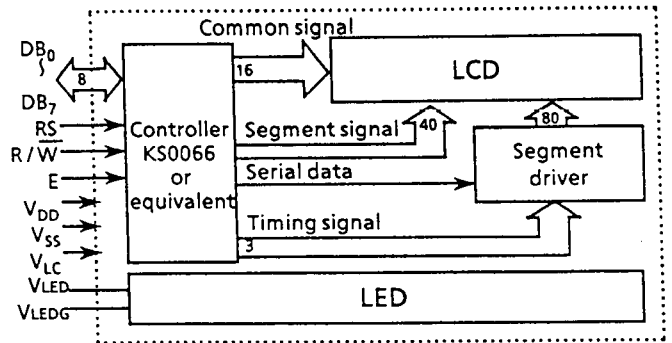 Common signal
DB0
8
16
LCD
DB7
RS
R/W
E
VDD
VSS
VLC
Controller
KS0066
or
equivalent
Segment signal
40
80
Segment
driver
Serial data
Timing signal
3
VLED
VLEDG
LED